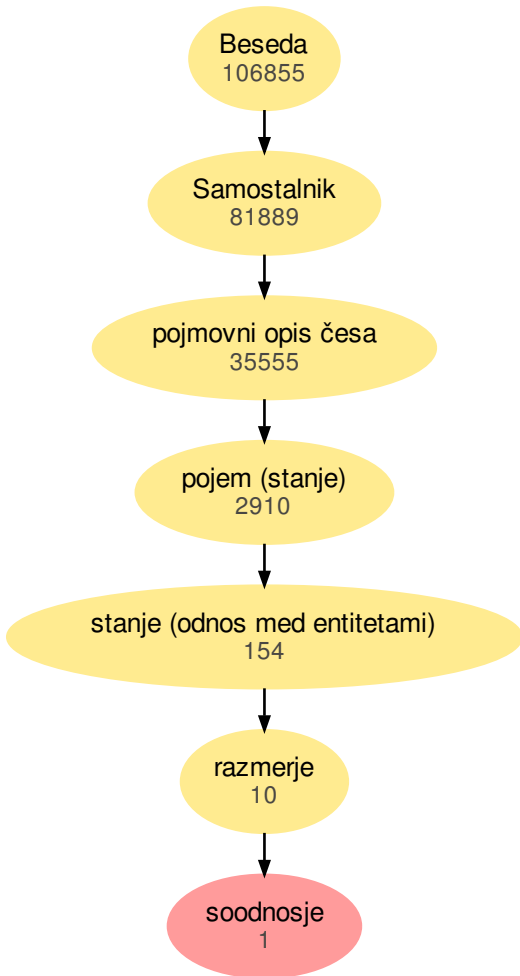 Beseda
106855
Samostalnik
81889
pojmovni opis česa
35555
pojem (stanje)
2910
stanje (odnos med entitetami)
154
razmerje
10
soodnosje
1